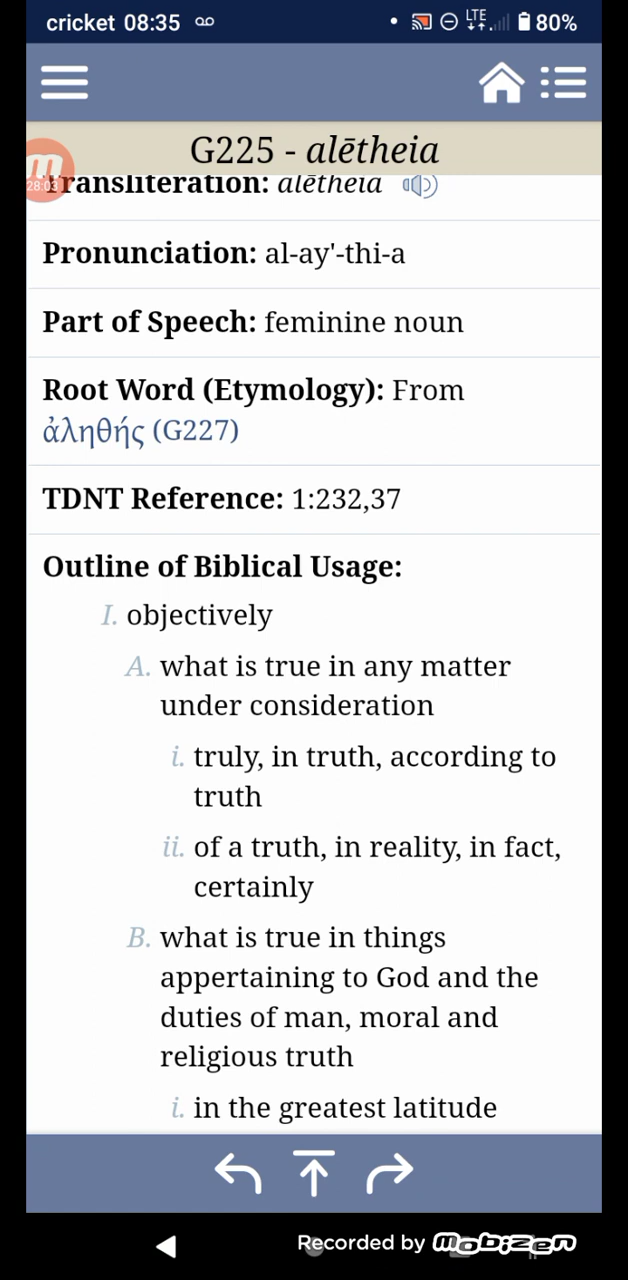 cricket 08:35
LTE
80%
G225 - alētheia
28:03
Transliteration: alētheia
Pronunciation: al-ay'-thi-a
Part of Speech: feminine noun
Root Word (Etymology): From
ἀληθής (G227)
TDNT Reference: 1:232,37
Outline of Biblical Usage:
I. objectively
A. what is true in any matter
under consideration
i. truly, in truth, according to
truth
ii. of a truth, in reality, in fact,
certainly
B. what is true in things
appertaining to God and the
duties of man, moral and
religious truth
i. in the greatest latitude
Recorded by mobizen